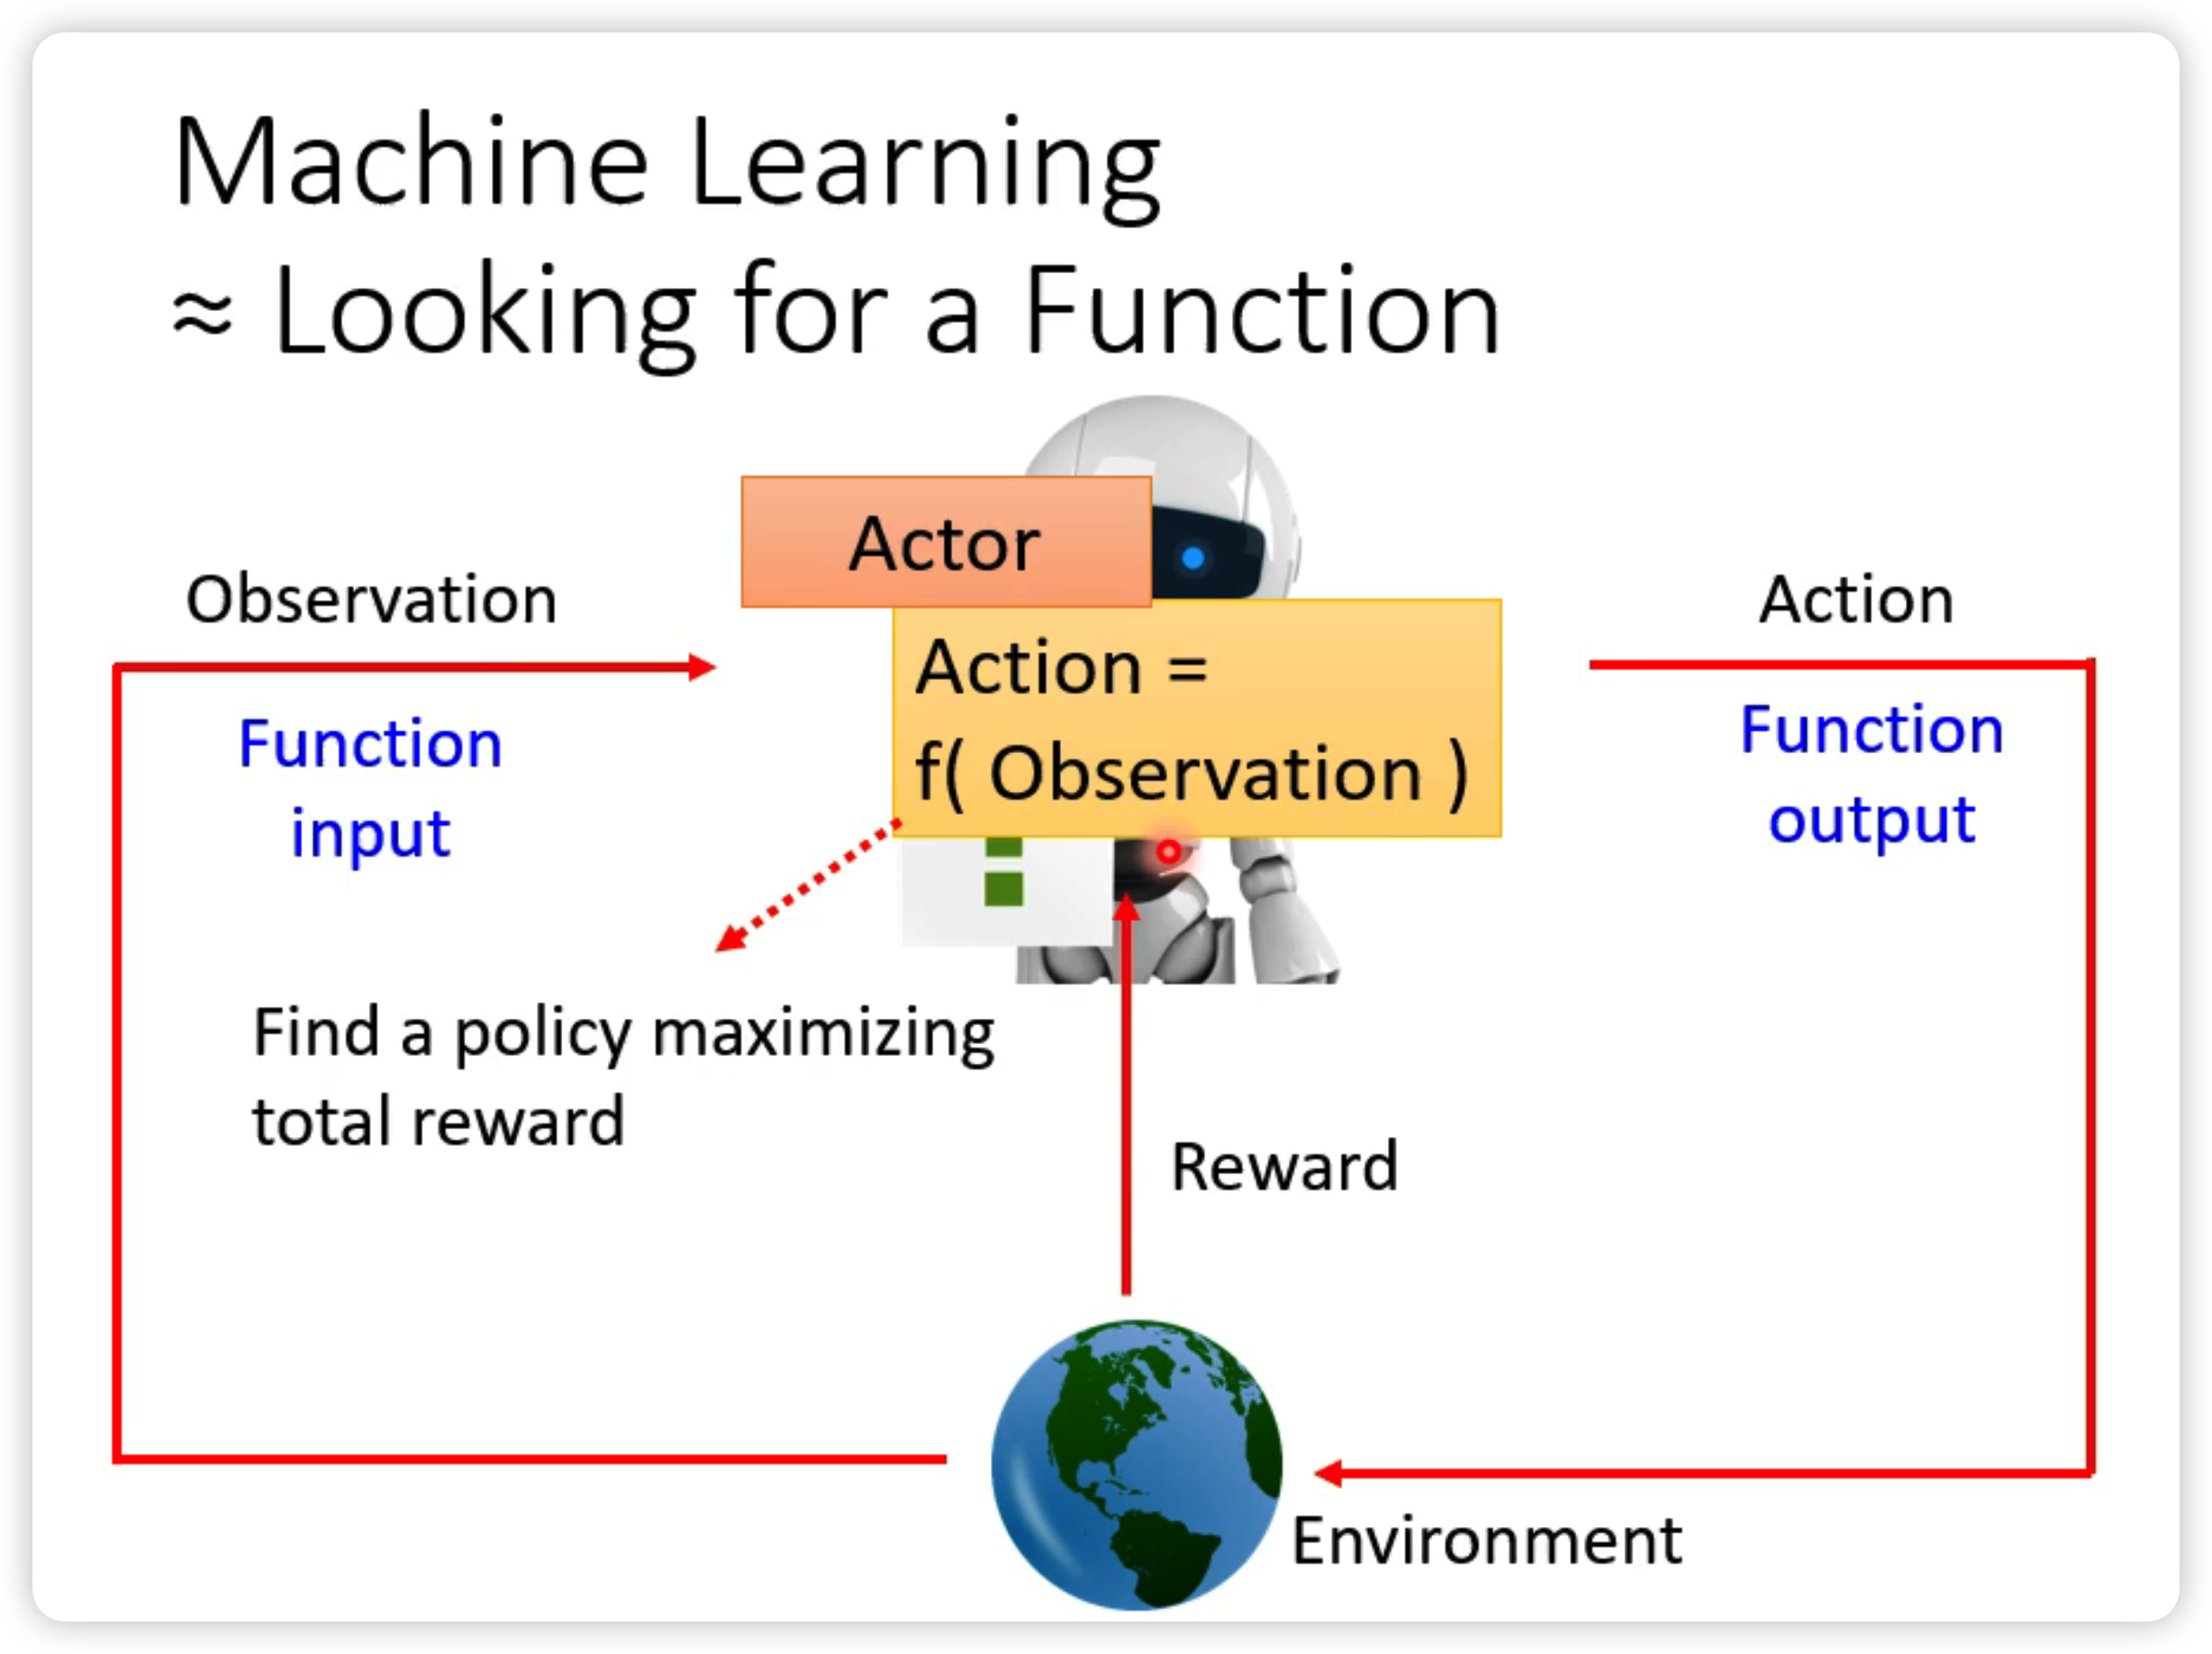 Machine Learning
≈ Looking for a Function
Actor
Observation
Action
Action =
f( Observation )
Function
input
Function
output
Find a policy maximizing
total reward
Reward
Environment